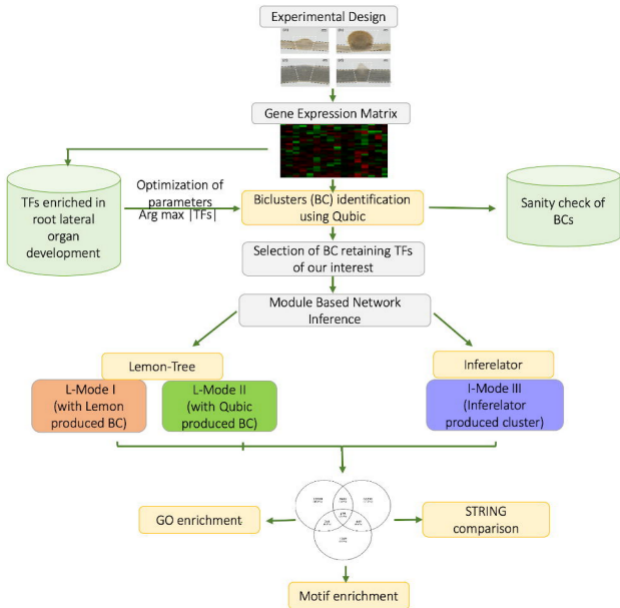 Experimental Design
Gene Expression Matrix
TFs enriched in
root lateral
organ
development
Optimization of
parameters
Arg max |TFs|
Biclusters (BC) identification
using Qubic
Sanity check of
BCs
Selection of BC retaining TFs
of our interest
Module Based Network
Inference
Lemon-Tree
Inferelator
L-Mode I
(with Lemon
produced BC)
L-Mode II
(with Qubic
produced BC)
I-Mode III
(Inferelator
produced cluster)
GO enrichment
STRING
comparison
Motif enrichment